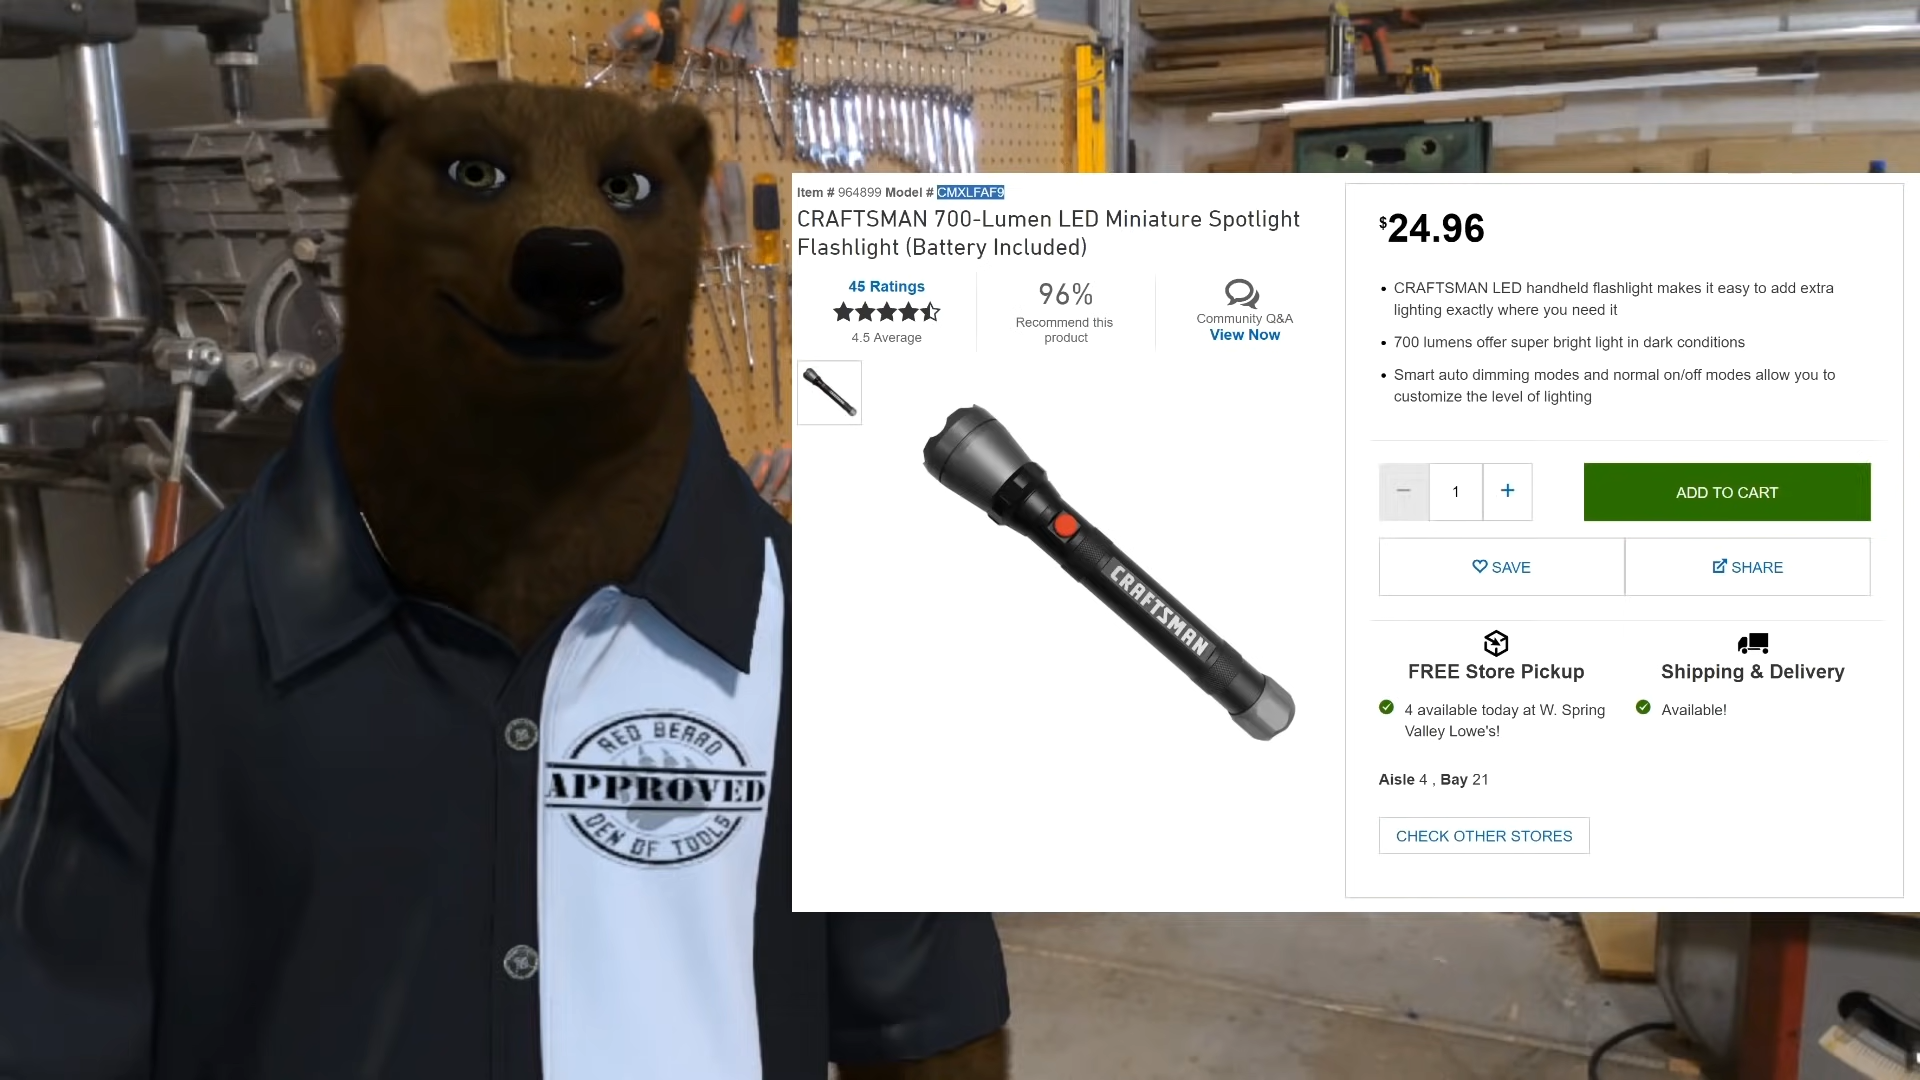 Item # 964899 Model # CMXLFAF9
CRAFTSMAN 700-Lumen LED Miniature Spotlight
Flashlight (Battery Included)
45 Ratings
4.5 Average
96%
Recommend this
product
Community Q&A
View Now
CRAFTSMAN
$24.96
• CRAFTSMAN LED handheld flashlight makes it easy to add extra
lighting exactly where you need it
• 700 lumens offer super bright light in dark conditions
• Smart auto dimming modes and normal on/off modes allow you to
customize the level of lighting
− 1 +
ADD TO CART
SAVE
SHARE
FREE Store Pickup
4 available today at W. Spring
Valley Lowe's!
Shipping & Delivery
Available!
Aisle 4 , Bay 21
CHECK OTHER STORES
RED BEARD
APPROVED
DEN OF TOOLS